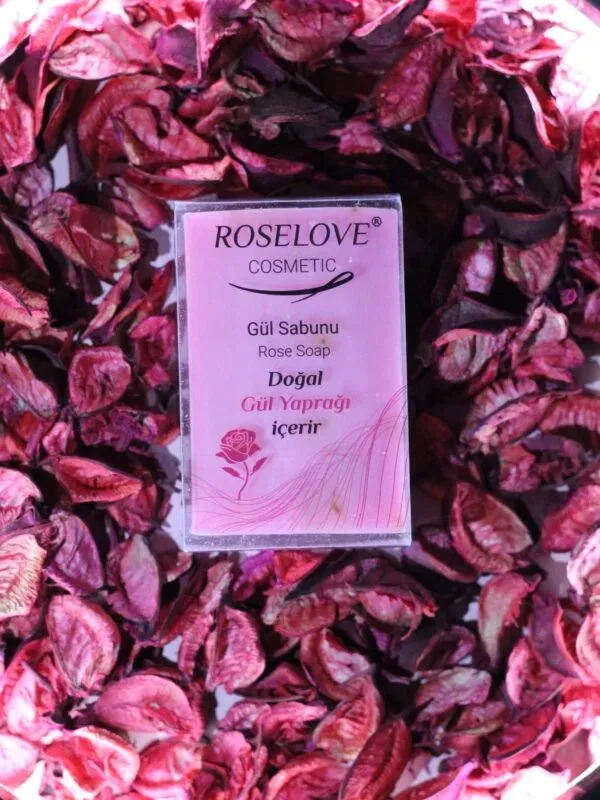 ROSELOVE®
COSMETIC
Gül Sabunu
Rose Soap
Doğal
Gül Yaprağı
içerir